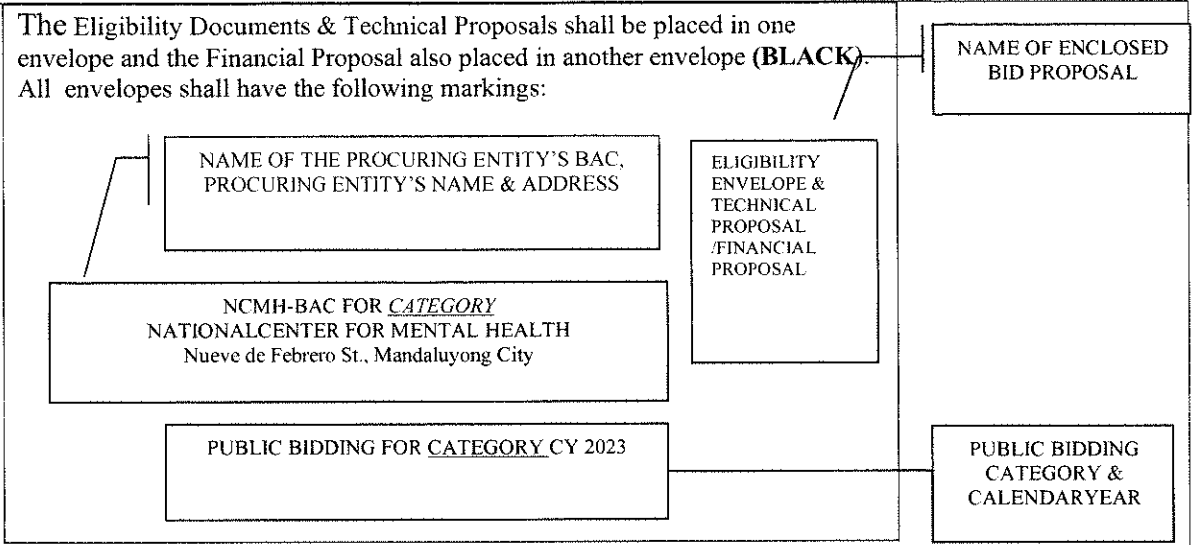 The Eligibility Documents & Technical Proposals shall be placed in one
envelope and the Financial Proposal also placed in another envelope (BLACK).
All envelopes shall have the following markings:
NAME OF ENCLOSED
BID PROPOSAL
NAME OF THE PROCURING ENTITY'S BAC,
PROCURING ENTITY'S NAME & ADDRESS
ELIGIBILITY
ENVELOPE &
TECHNICAL
PROPOSAL
/FINANCIAL
PROPOSAL
NCMH-BAC FOR CATEGORY
NATIONALCENTER FOR MENTAL HEALTH
Nueve de Febrero St., Mandaluyong City
PUBLIC BIDDING FOR CATEGORY CY 2023
PUBLIC BIDDING
CATEGORY &
CALENDARYEAR